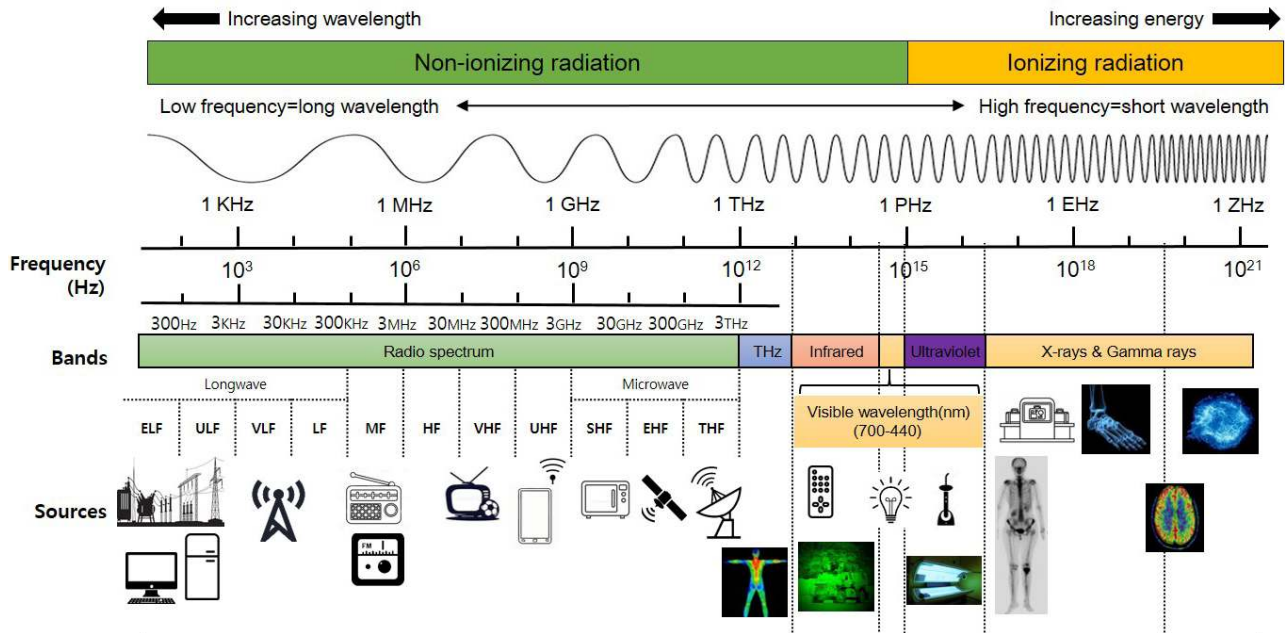 Increasing wavelength
Increasing energy
Non-ionizing radiation
Ionizing radiation
Low frequency=long wavelength
High frequency=short wavelength
1 KHz 1 MHz 1 GHz 1 THz 1 PHz 1 EHz 1 ZHz
Frequency
(Hz)
10³ 10⁶ 10⁹ 10¹² 10¹⁵ 10¹⁸ 10²¹
300Hz 3KHz 30KHz 300KHz 3MHz 30MHz 300MHz 3GHz 30GHz 300GHz 3THz
Bands
Radio spectrum THz Infrared Ultraviolet X-rays & Gamma rays
Longwave Microwave
Visible wavelength(nm)
(700-440)
ELF ULF VLF LF MF HF VHF UHF SHF EHF THF
Sources
FM